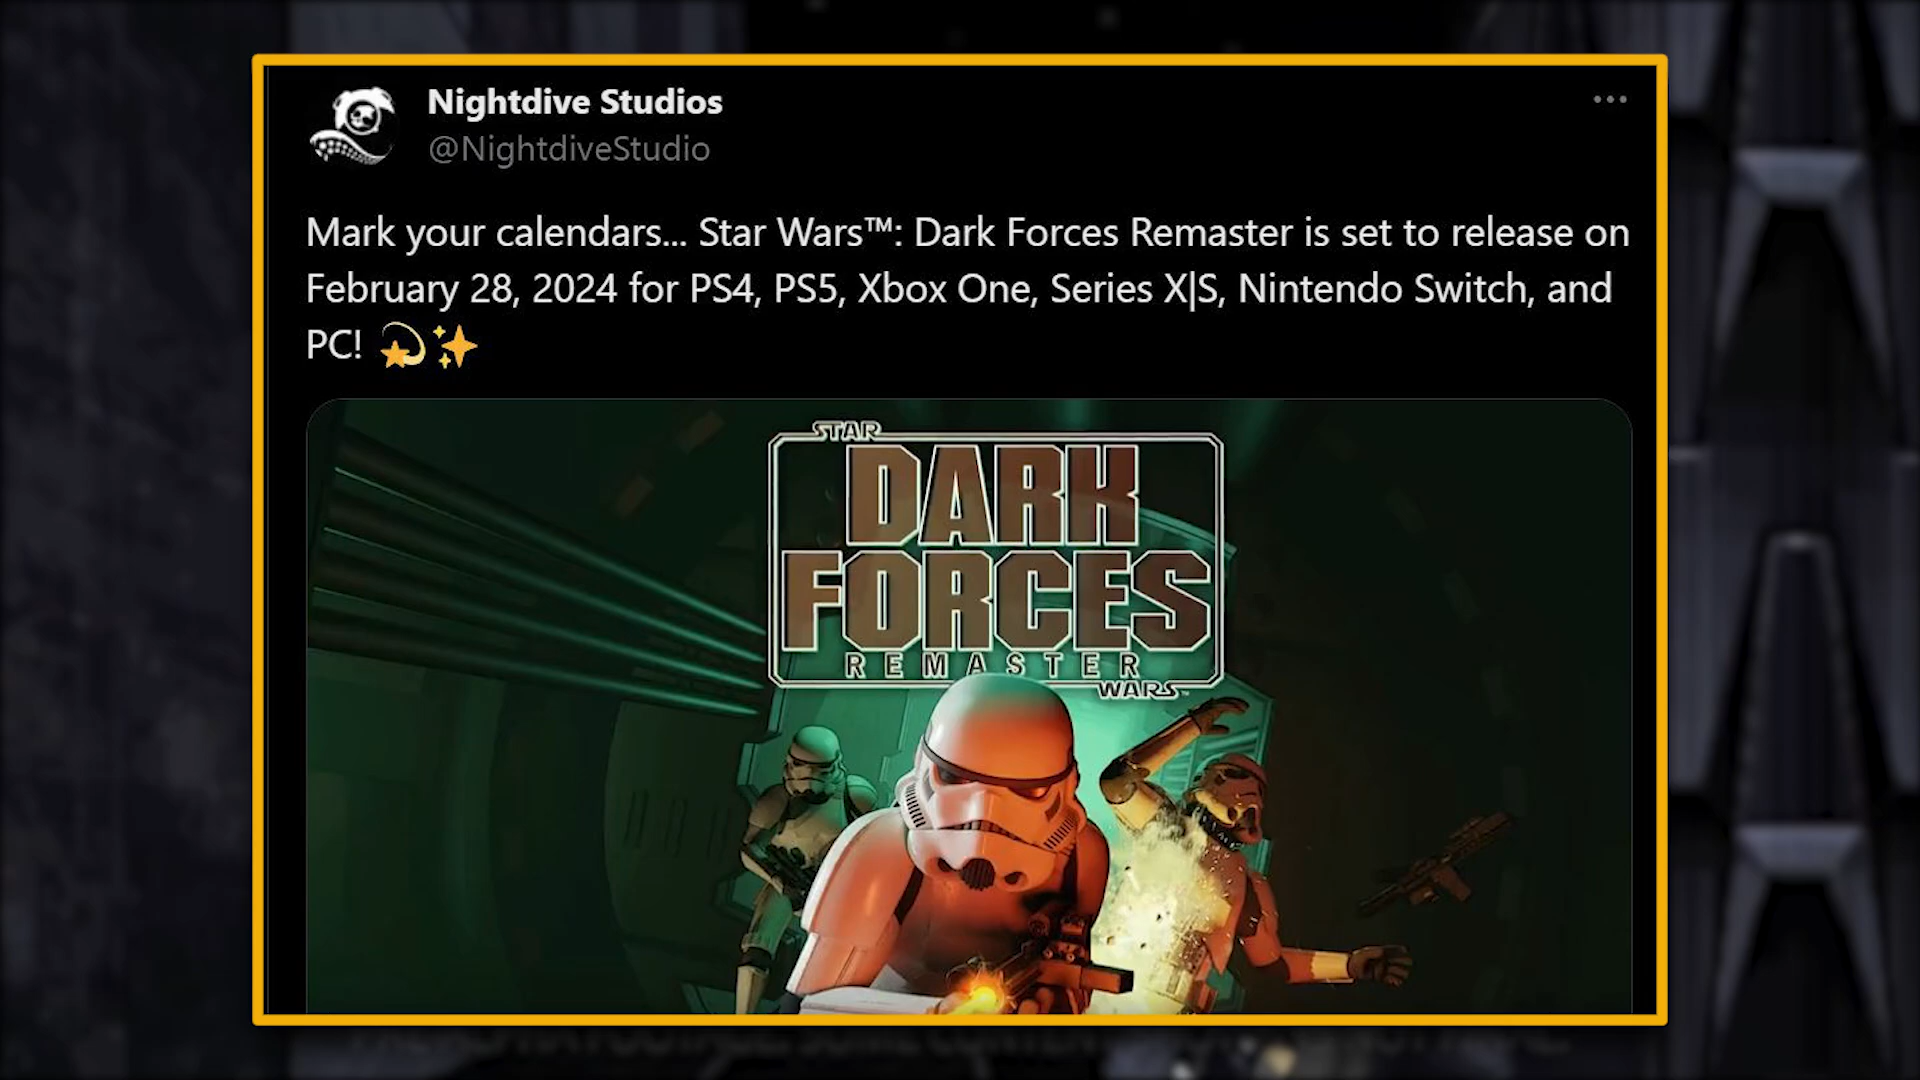 Nightdive Studios
@NightdiveStudio
Mark your calendars... Star Wars™: Dark Forces Remaster is set to release on
February 28, 2024 for PS4, PS5, Xbox One, Series X|S, Nintendo Switch, and
PC! 💫✨
STAR
DARK
FORCES
REMASTER
WARS™